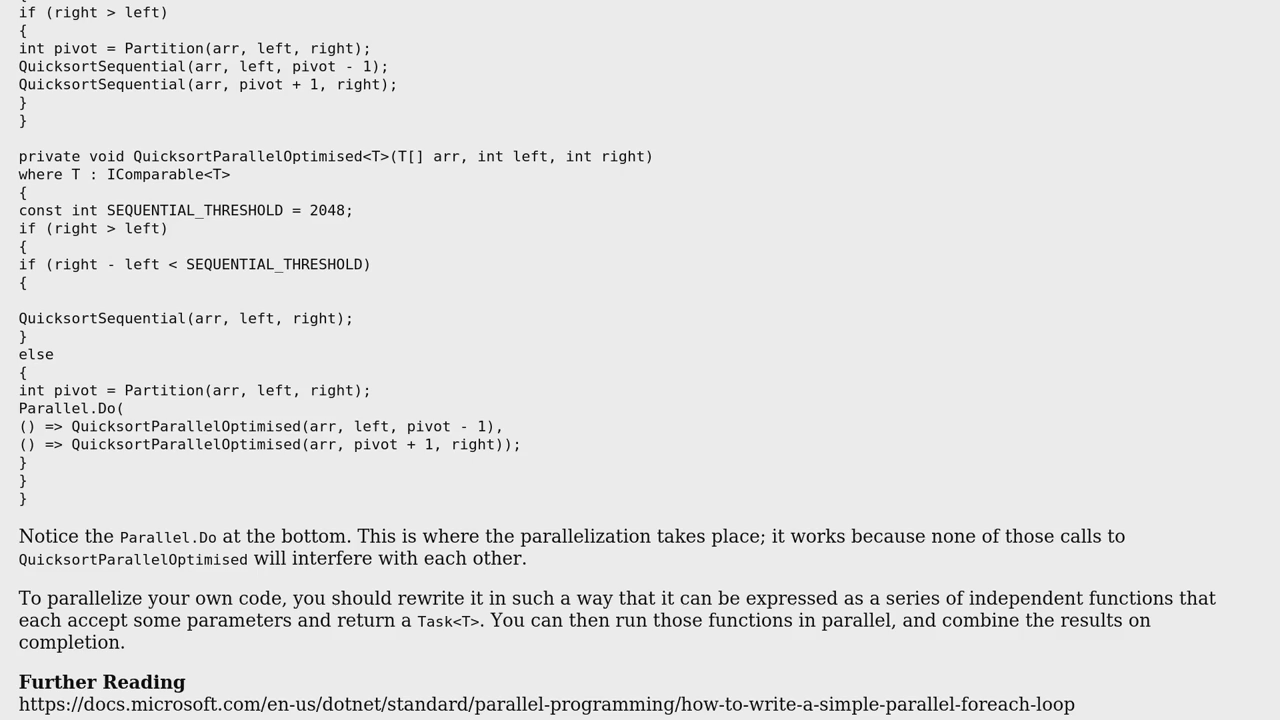 if (right > left)
{
int pivot = Partition(arr, left, right);
QuicksortSequential(arr, left, pivot - 1);
QuicksortSequential(arr, pivot + 1, right);
}
}

private void QuicksortParallelOptimised<T>(T[] arr, int left, int right)
where T : IComparable<T>
{
const int SEQUENTIAL_THRESHOLD = 2048;
if (right > left)
{
if (right - left < SEQUENTIAL_THRESHOLD)
{

QuicksortSequential(arr, left, right);
}
else
{
int pivot = Partition(arr, left, right);
Parallel.Do(
() => QuicksortParallelOptimised(arr, left, pivot - 1),
() => QuicksortParallelOptimised(arr, pivot + 1, right));
}
}
}

Notice the Parallel.Do at the bottom. This is where the parallelization takes place; it works because none of those calls to
QuicksortParallelOptimised will interfere with each other.

To parallelize your own code, you should rewrite it in such a way that it can be expressed as a series of independent functions that
each accept some parameters and return a Task<T>. You can then run those functions in parallel, and combine the results on
completion.

Further Reading
https://docs.microsoft.com/en-us/dotnet/standard/parallel-programming/how-to-write-a-simple-parallel-foreach-loop